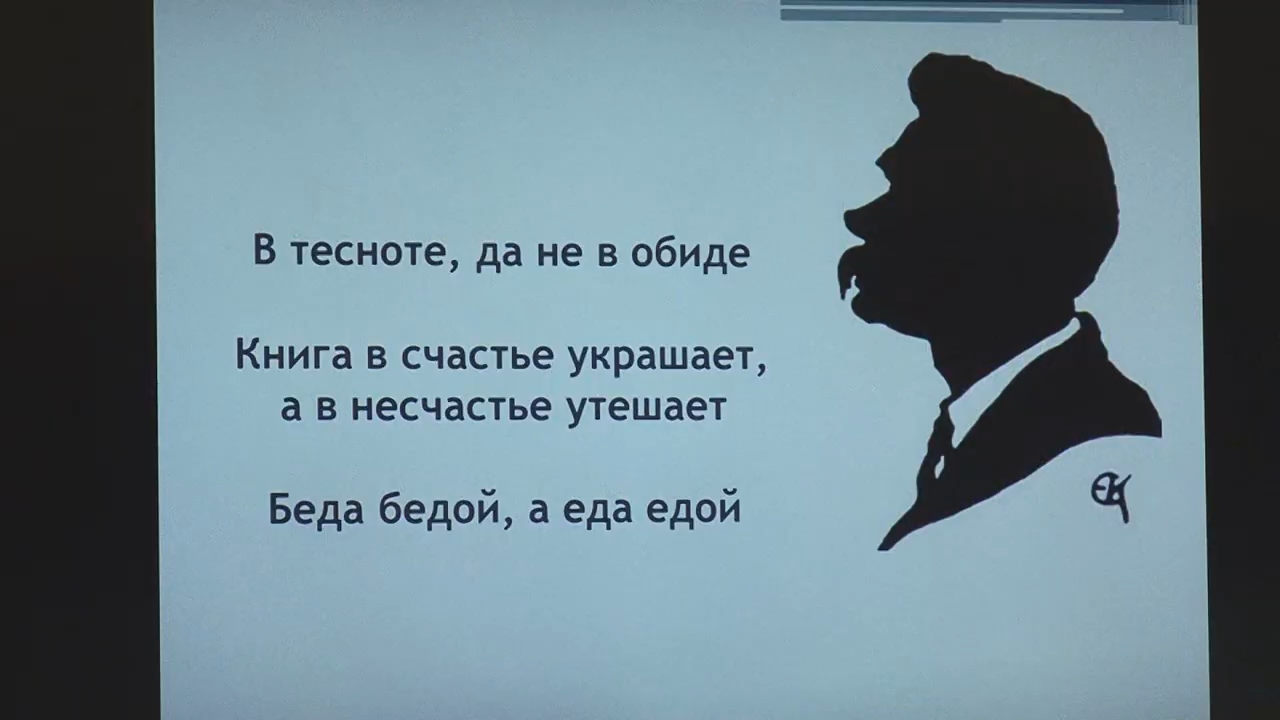 В тесноте, да не в обиде
Книга в счастье украшает,
а в несчастье утешает
Беда бедой, а еда едой